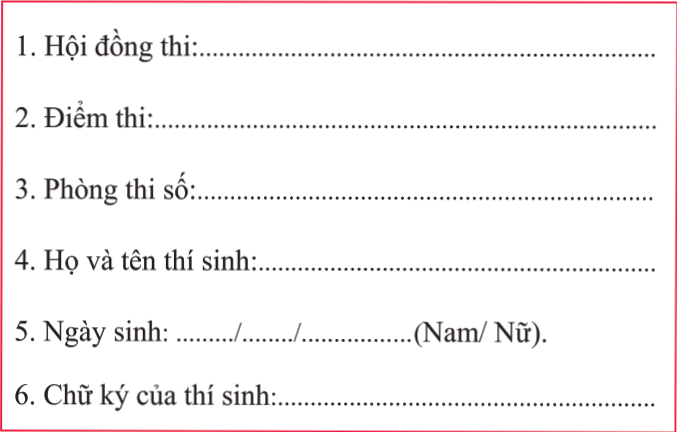 1. Hội đồng thi:......................................................................
2. Điểm thi:.............................................................................
3. Phòng thi số:......................................................................
4. Họ và tên thí sinh:.............................................................
5. Ngày sinh: ........./......../.................(Nam/ Nữ).
6. Chữ ký của thí sinh:..........................................................